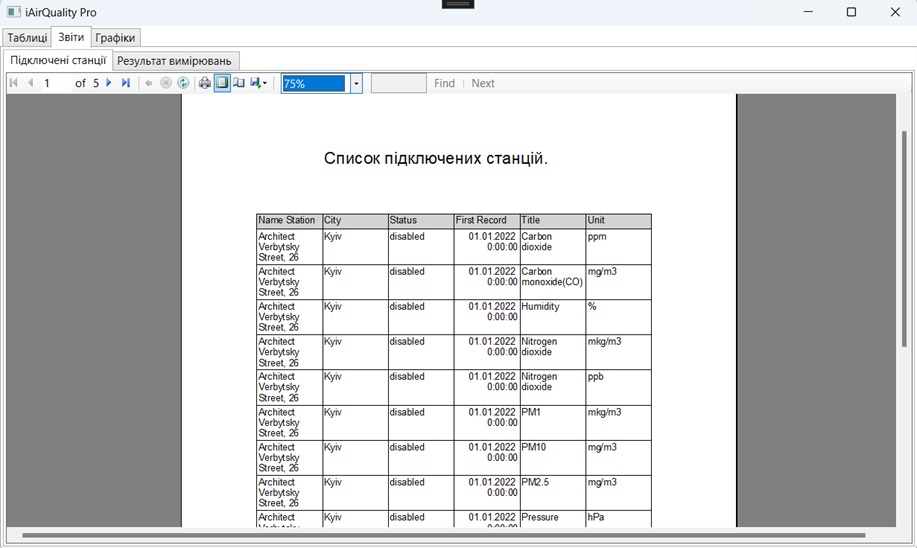 iAirQuality Pro
Таблиці Звіти Графіки
Підключені станції Результат вимірювань
1 of 5 75% Find Next
Список підключених станцій.
Name Station City Status First Record Title Unit
Architect Kyiv disabled 01.01.2022 Carbon ppm
Verbytsky 0:00:00 dioxide
Street, 26
Architect Kyiv disabled 01.01.2022 Carbon mg/m3
Verbytsky 0:00:00 monoxide(CO)
Street, 26
Architect Kyiv disabled 01.01.2022 Humidity %
Verbytsky 0:00:00
Street, 26
Architect Kyiv disabled 01.01.2022 Nitrogen mkg/m3
Verbytsky 0:00:00 dioxide
Street, 26
Architect Kyiv disabled 01.01.2022 Nitrogen ppb
Verbytsky 0:00:00 dioxide
Street, 26
Architect Kyiv disabled 01.01.2022 PM1 mkg/m3
Verbytsky 0:00:00
Street, 26
Architect Kyiv disabled 01.01.2022 PM10 mg/m3
Verbytsky 0:00:00
Street, 26
Architect Kyiv disabled 01.01.2022 PM2.5 mg/m3
Verbytsky 0:00:00
Street, 26
Architect Kyiv disabled 01.01.2022 Pressure hPa
0:00:00